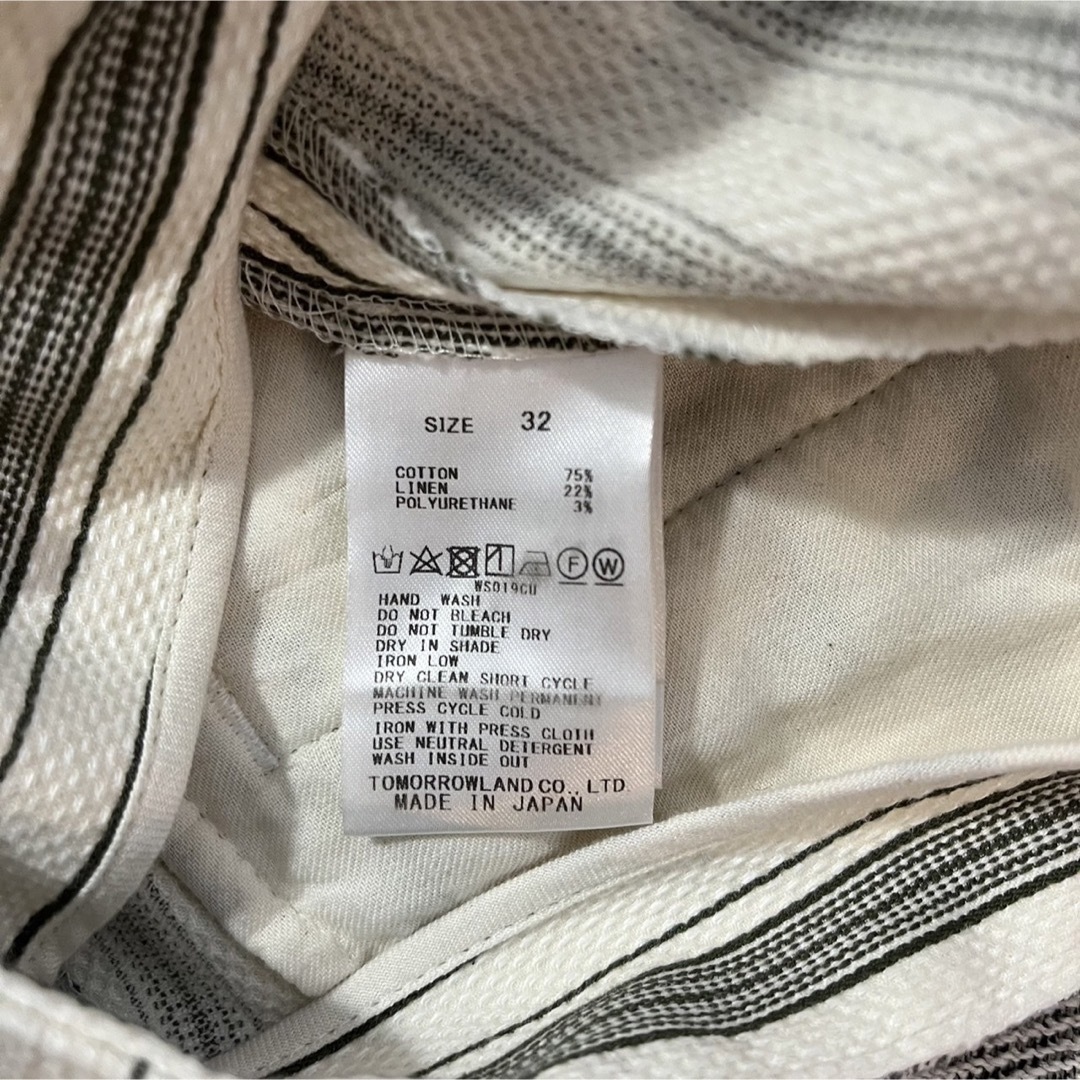 SIZE 32
COTTON 75%
LINEN 22%
POLYURETHANE 3%
F W
WS019CU
HAND WASH
DO NOT BLEACH
DO NOT TUMBLE DRY
DRY IN SHADE
IRON LOW
DRY CLEAN SHORT CYCLE
MACHINE WASH PERMANENT
PRESS CYCLE COLD
IRON WITH PRESS CLOTH
USE NEUTRAL DETERGENT
WASH INSIDE OUT
TOMORROWLAND CO., LTD.
MADE IN JAPAN